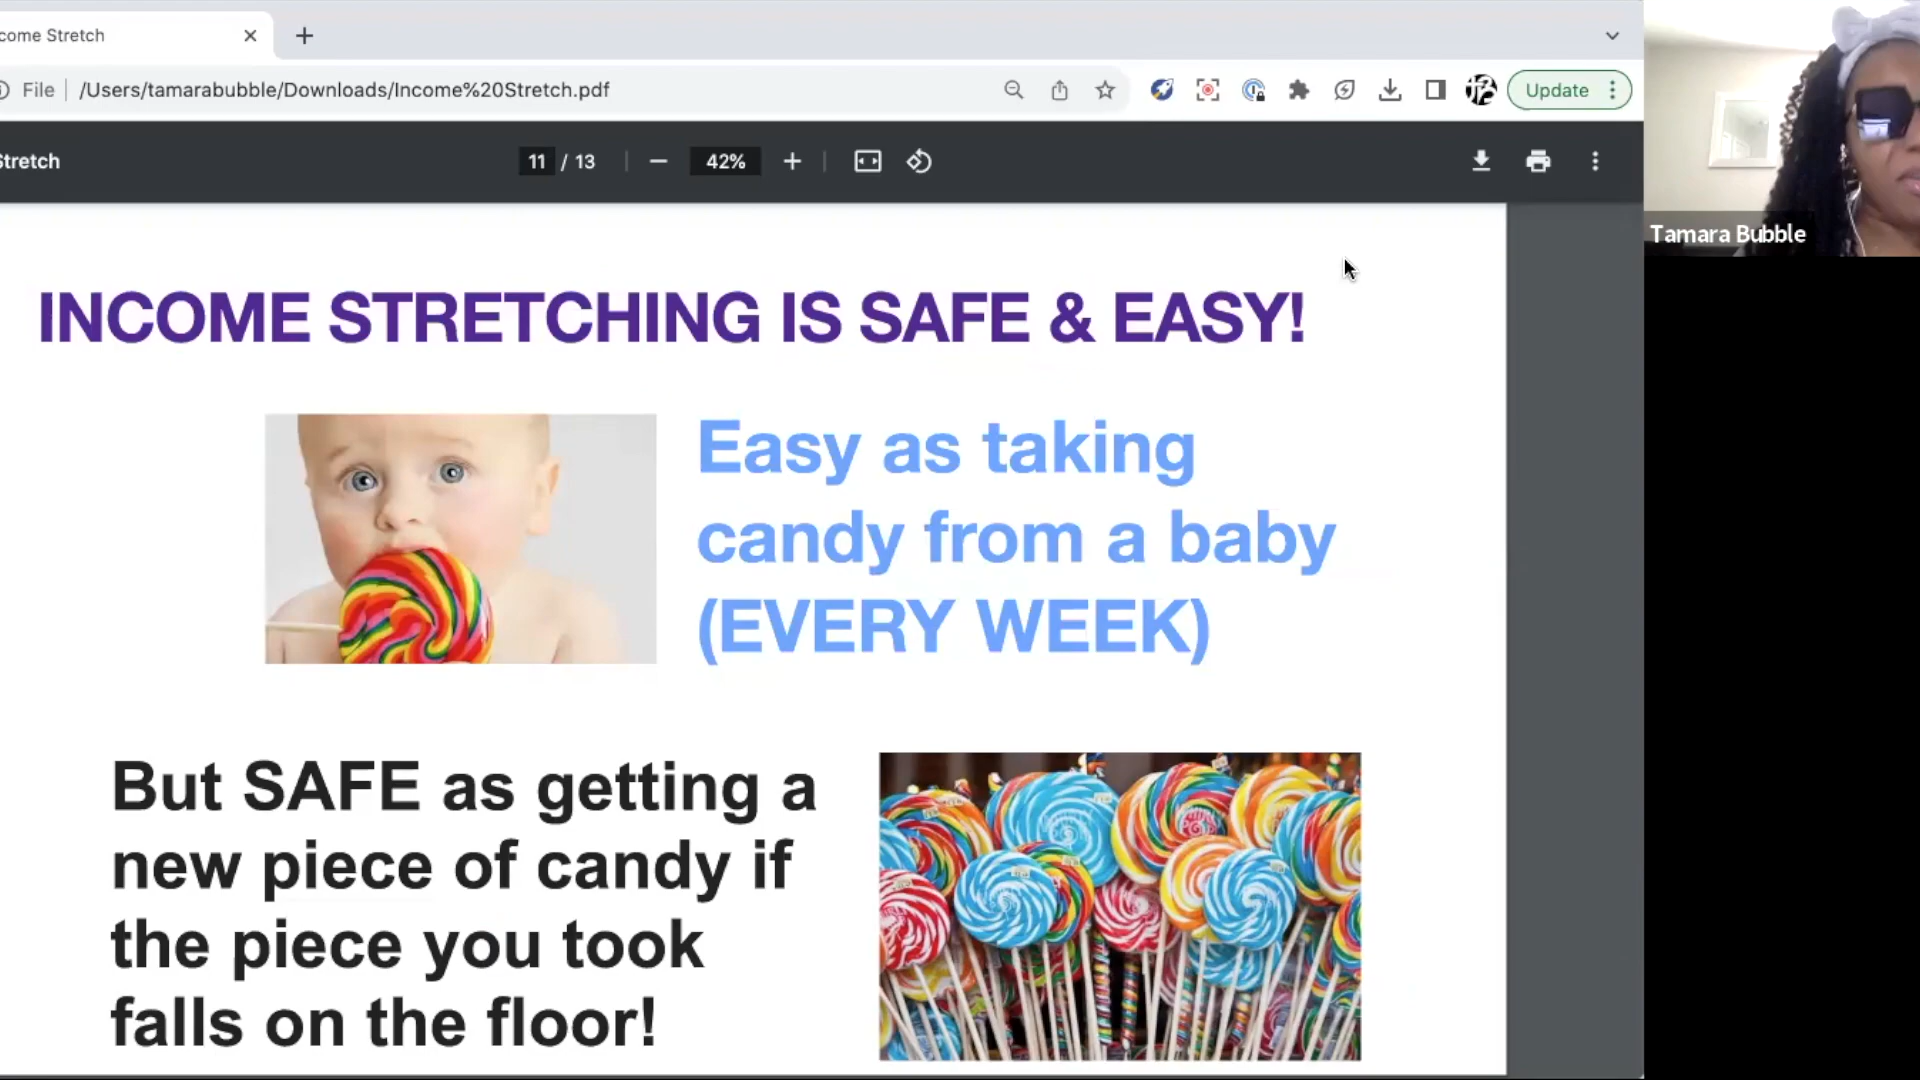 come Stretch
File
/Users/tamarabubble/Downloads/Income%20Stretch.pdf
Update
Stretch
11 / 13
42%
Tamara Bubble
INCOME STRETCHING IS SAFE & EASY!
Easy as taking
candy from a baby
(EVERY WEEK)
But SAFE as getting a
new piece of candy if
the piece you took
falls on the floor!